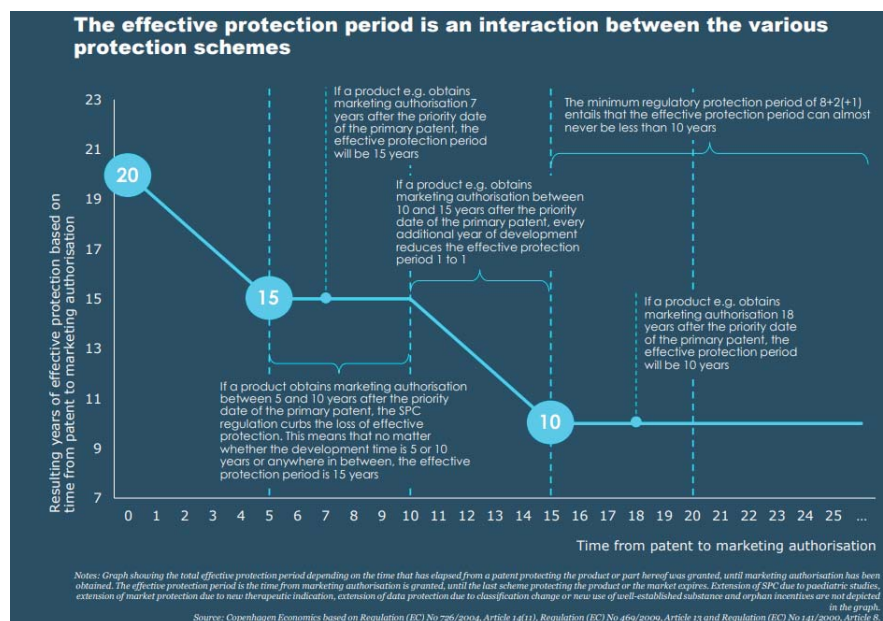 The effective protection period is an interaction between the various
protection schemes
Resulting years of effective protection based on
time from patent to marketing authorisation
23
21
19
17
15
13
11
9
7
20
15
10
If a product e.g. obtains
marketing authorisation 7
years after the priority date
of the primary patent, the
effective protection period
will be 15 years
The minimum regulatory protection period of 8+2(+1)
entails that the effective protection period can almost
never be less than 10 years
If a product e.g. obtains
marketing authorisation between
10 and 15 years after the priority
date of the primary patent, every
additional year of development
reduces the effective protection
period 1 to 1
If a product e.g. obtains
marketing authorisation 18
years after the priority date
of the primary patent, the
effective protection period
will be 10 years
If a product obtains marketing authorisation
between 5 and 10 years after the priority
date of the primary patent, the SPC
regulation curbs the loss of effective
protection. This means that no matter
whether the development time is 5 or 10
years or anywhere in between, the effective
protection period is 15 years
0 1 2 3 4 5 6 7 8 9 10 11 12 13 14 15 16 17 18 19 20 21 22 23 24 25 ...
Time from patent to marketing authorisation
Notes: Graph showing the total effective protection period depending on the time that has elapsed from a patent protecting the product or part hereof was granted, until marketing authorisation has been
obtained. The effective protection period is the time from marketing authorisation is granted, until the last scheme protecting the product or the market expires. Extension of SPC due to paediatric studies,
extension of market protection due to new therapeutic indication, extension of data protection due to classification change or new use of well-established substance and orphan incentives are not depicted
in the graph.
Source: Copenhagen Economics based on Regulation (EC) No 726/2004, Article 14(11), Regulation (EC) No 469/2009, Article 13 and Regulation (EC) No 141/2000, Article 8.